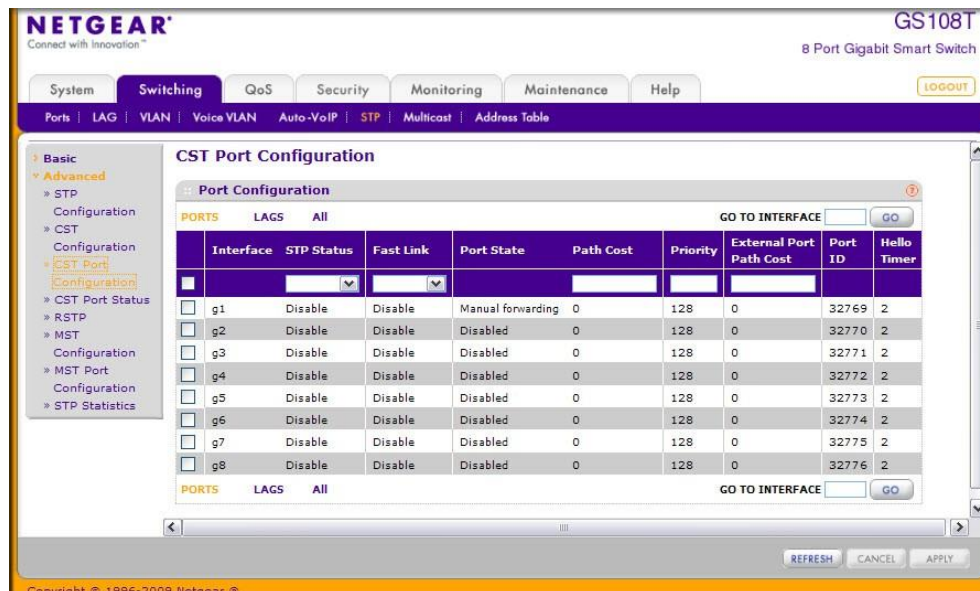 NETGEAR®
Connect with Innovation™
GS108T
8 Port Gigabit Smart Switch
System Switching QoS Security Monitoring Maintenance Help LOGOUT
Ports LAG VLAN Voice VLAN Auto-VoIP STP Multicast Address Table
Basic
Advanced
» STP
Configuration
» CST
Configuration
» CST Port
Configuration
» CST Port Status
» RSTP
» MST
Configuration
» MST Port
Configuration
» STP Statistics
CST Port Configuration
Port Configuration
PORTS LAGS All GO TO INTERFACE GO
Interface STP Status Fast Link Port State Path Cost Priority External Port Path Cost Port ID Hello Timer
g1 Disable Disable Manual forwarding 0 128 0 32769 2
g2 Disable Disable Disabled 0 128 0 32770 2
g3 Disable Disable Disabled 0 128 0 32771 2
g4 Disable Disable Disabled 0 128 0 32772 2
g5 Disable Disable Disabled 0 128 0 32773 2
g6 Disable Disable Disabled 0 128 0 32774 2
g7 Disable Disable Disabled 0 128 0 32775 2
g8 Disable Disable Disabled 0 128 0 32776 2
PORTS LAGS All GO TO INTERFACE GO
REFRESH CANCEL APPLY
Copyright © 1996-2009 Netgear ®